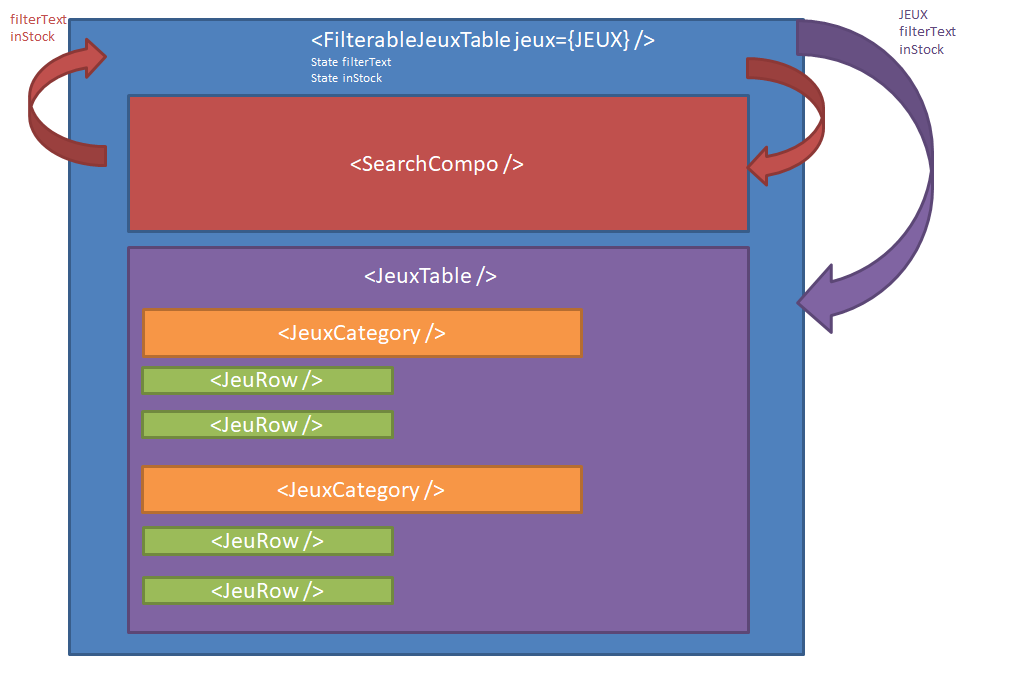 filterText
inStock
<FilterableJeuxTable jeux={JEUX} />
State filterText
State inStock
JEUX
filterText
inStock
<SearchCompo />
<JeuxTable />
<JeuxCategory />
<JeuRow />
<JeuRow />
<JeuxCategory />
<JeuRow />
<JeuRow />